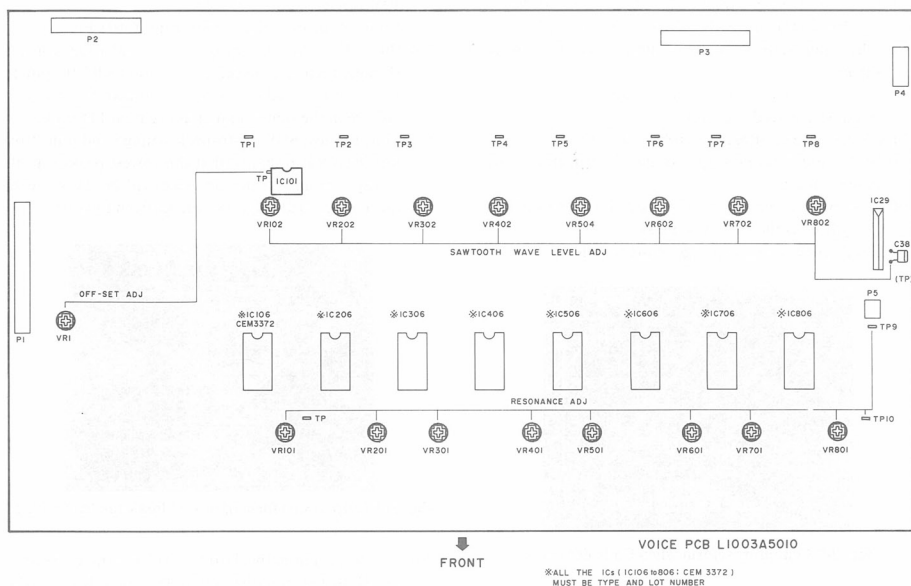 P2
P3
P4
TP1
TP2
TP3
TP4
TP5
TP6
TP7
TP8
TP
IC101
VR102
VR202
VR302
VR402
VR504
VR602
VR702
VR802
IC29
C38
(TP)
SAWTOOTH WAVE LEVEL ADJ
OFF-SET ADJ
P5
TP9
P1
VR1
※IC106
CEM3372
※IC206
※IC306
※IC406
※IC506
※IC606
※IC706
※IC806
RESONANCE ADJ
TP
TP10
VR101
VR201
VR301
VR401
VR501
VR601
VR701
VR801
FRONT
VOICE PCB L1003A5010
※ALL THE ICs ( IC106 to 806: CEM 3372 )
MUST BE TYPE AND LOT NUMBER